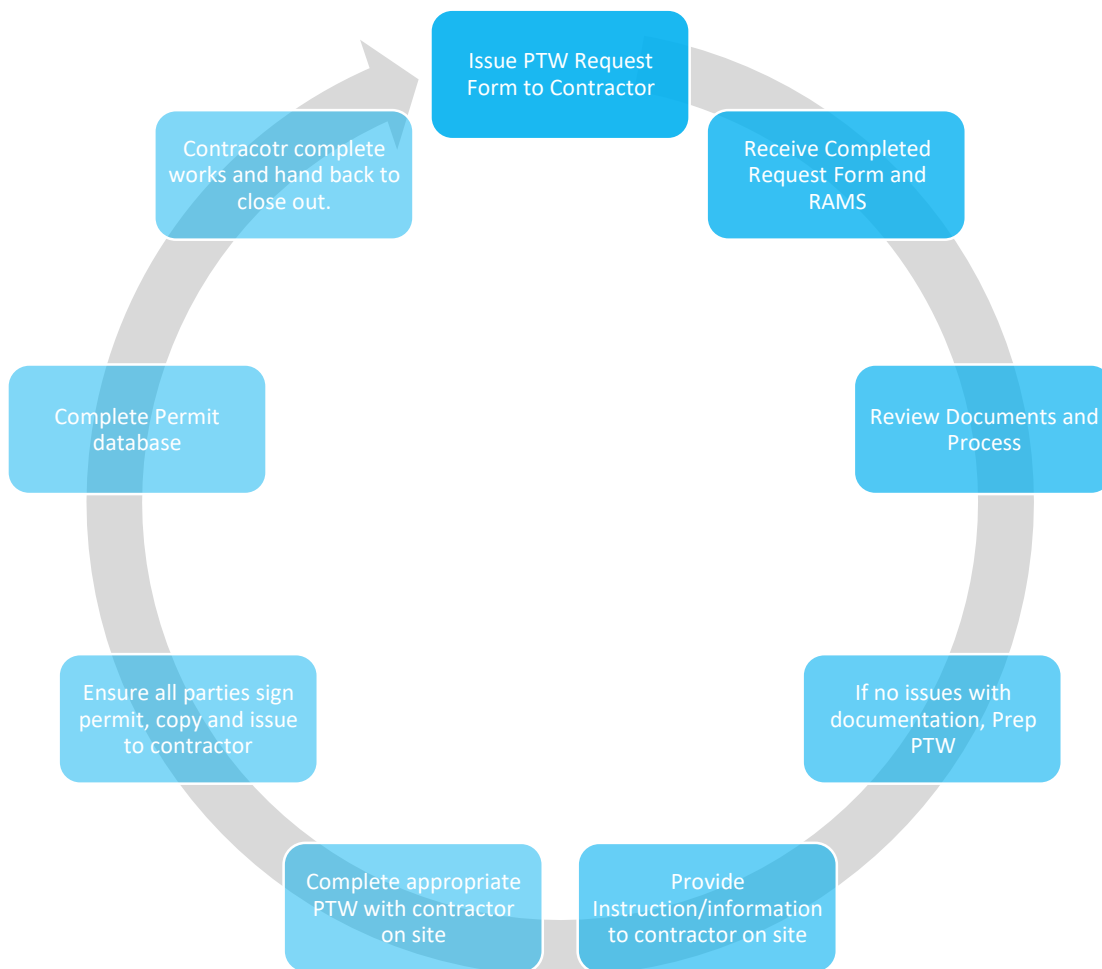 Issue PTW Request
Form to Contractor
Receive Completed
Request Form and
RAMS
Review Documents and
Process
If no issues with
documentation, Prep
PTW
Provide
Instruction/information
to contractor on site
Complete appropriate
PTW with contractor
on site
Ensure all parties sign
permit, copy and issue
to contractor
Complete Permit
database
Contracotr complete
works and hand back to
close out.